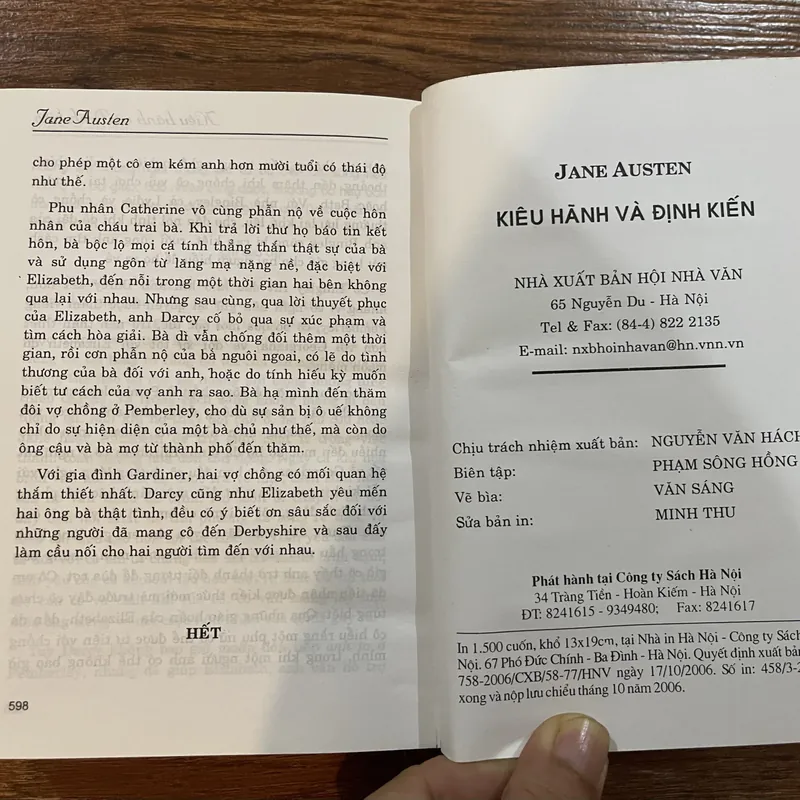 Jane Austen
cho phép một cô em kém anh hơn mười tuổi có thái độ
như thế.
Phu nhân Catherine vô cùng phẫn nộ về cuộc hôn
nhân của cháu trai bà. Khi trả lời thư họ báo tin kết
hôn, bà bộc lộ mọi cá tính thẳng thắn thật sự của bà
và sử dụng ngôn từ lăng mạ nặng nề, đặc biệt với
Elizabeth, đến nỗi trong một thời gian hai bên không
qua lại với nhau. Nhưng sau cùng, qua lời thuyết phục
của Elizabeth, anh Darcy cố bỏ qua sự xúc phạm và
tìm cách hòa giải. Bà dì vẫn chống đối thêm một thời
gian, rồi cơn phẫn nộ của bà nguôi ngoai, có lẽ do tình
thương của bà đối với anh, hoặc do tính hiếu kỳ muốn
biết tư cách của vợ anh ra sao. Bà hạ mình đến thăm
đôi vợ chồng ở Pemberley, cho dù sự sản bị ô uế không
chỉ do sự hiện diện của một bà chủ như thế, mà còn do
ông cậu và bà mợ từ thành phố đến thăm.
Với gia đình Gardiner, hai vợ chồng có mối quan hệ
thắm thiết nhất. Darcy cũng như Elizabeth yêu mến
hai ông bà thật tình, đều có ý biết ơn sâu sắc đối với
những người đã mang cô đến Derbyshire và sau đấy
làm cầu nối cho hai người tìm đến với nhau.
HẾT
598
JANE AUSTEN
KIÊU HÃNH VÀ ĐỊNH KIẾN
NHÀ XUẤT BẢN HỘI NHÀ VĂN
65 Nguyễn Du - Hà Nội
Tel & Fax: (84-4) 822 2135
E-mail: nxbhoinhavan@hn.vnn.vn
Chịu trách nhiệm xuất bản: NGUYỄN VĂN HÁCH
Biên tập: PHẠM SÔNG HỒNG
Vẽ bìa: VĂN SÁNG
Sửa bản in: MINH THU
Phát hành tại Công ty Sách Hà Nội
34 Tràng Tiền - Hoàn Kiếm - Hà Nội
ĐT: 8241615 - 9349480; Fax: 8241617
In 1.500 cuốn, khổ 13x19cm, tại Nhà in Hà Nội - Công ty Sách
Nội. 67 Phó Đức Chính - Ba Đình - Hà Nội. Quyết định xuất bản
758-2006/CXB/58-77/HNV ngày 17/10/2006. Số in: 458/3-2
xong và nộp lưu chiểu tháng 10 năm 2006.